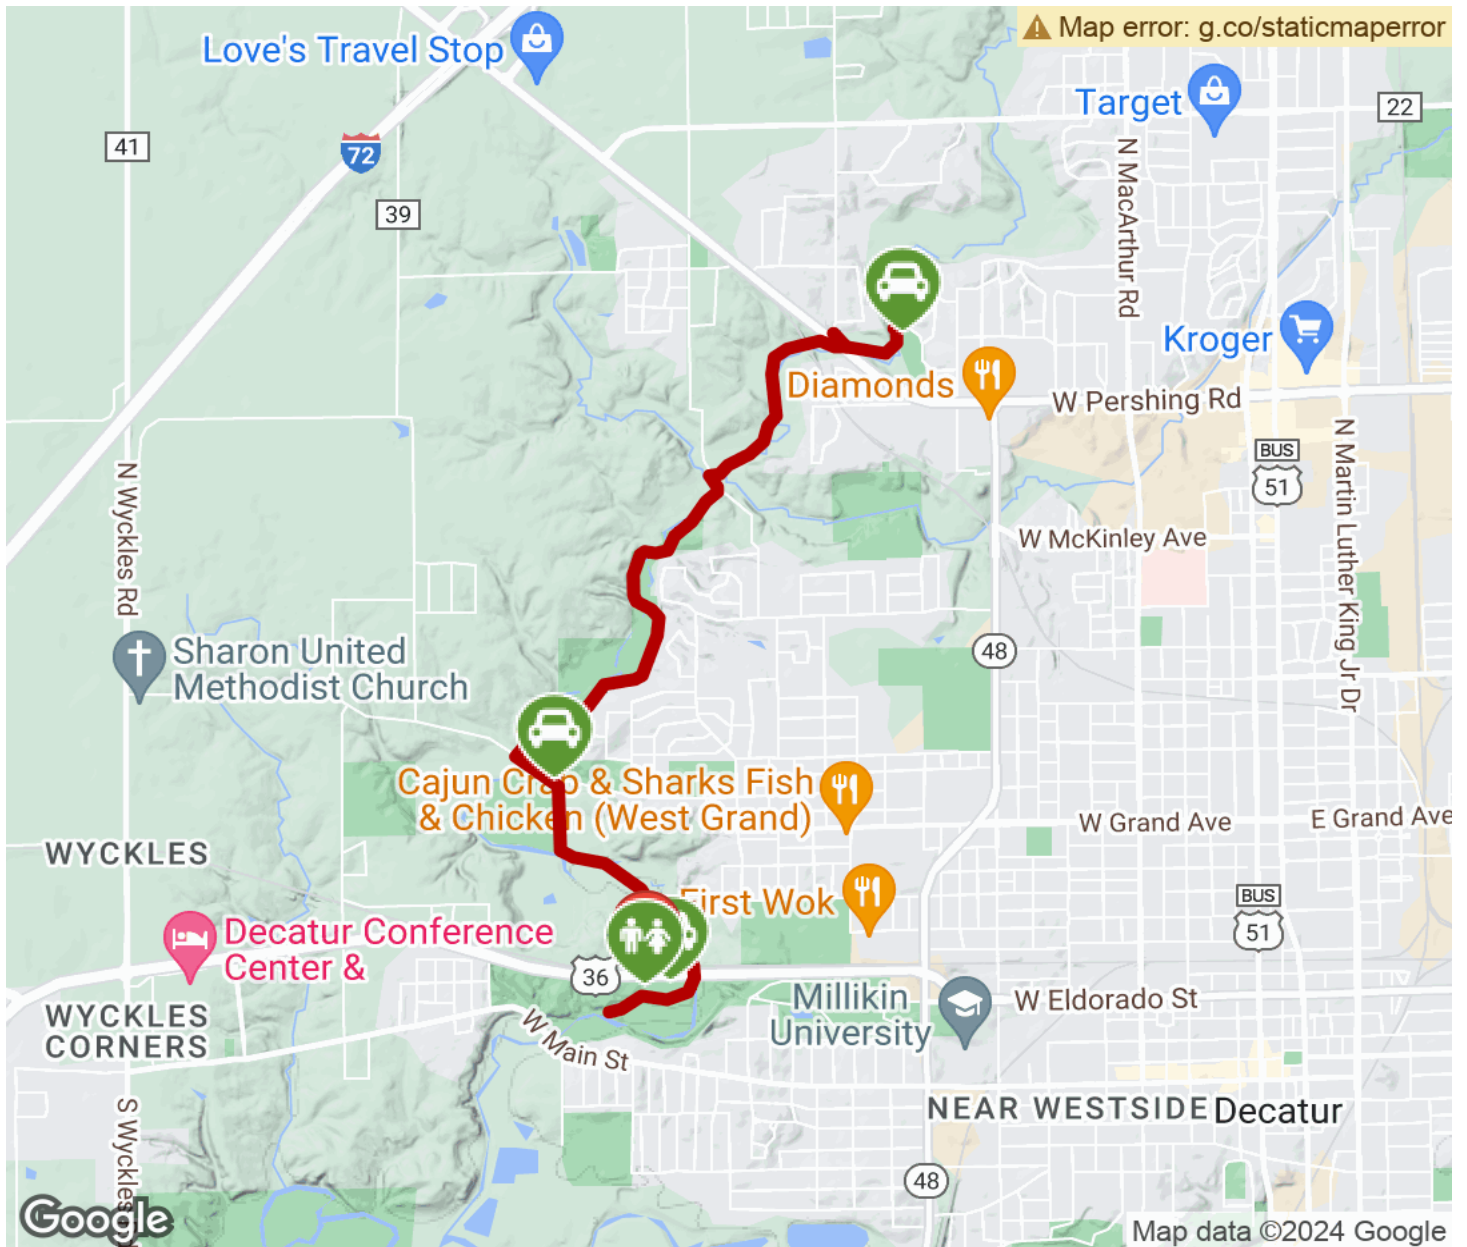 Map error: g.co/staticmaperror
Love's Travel Stop
Target
22
41
72
39
N MacArthur Rd
Kroger
Diamonds
W Pershing Rd
BUS
51
N Wyckles Rd
N Martin Luther King Jr Dr
W McKinley Ave
Sharon United
Methodist Church
48
Cajun Crab & Sharks Fish
& Chicken (West Grand)
W Grand Ave
E Grand Ave
WYCKLES
First Wok
BUS
51
Decatur Conference
Center &
36
Millikin
University
W Eldorado St
WYCKLES
CORNERS
W Main St
NEAR WESTSIDE
Decatur
S Wyckles
48
Google
Map data ©2024 Google